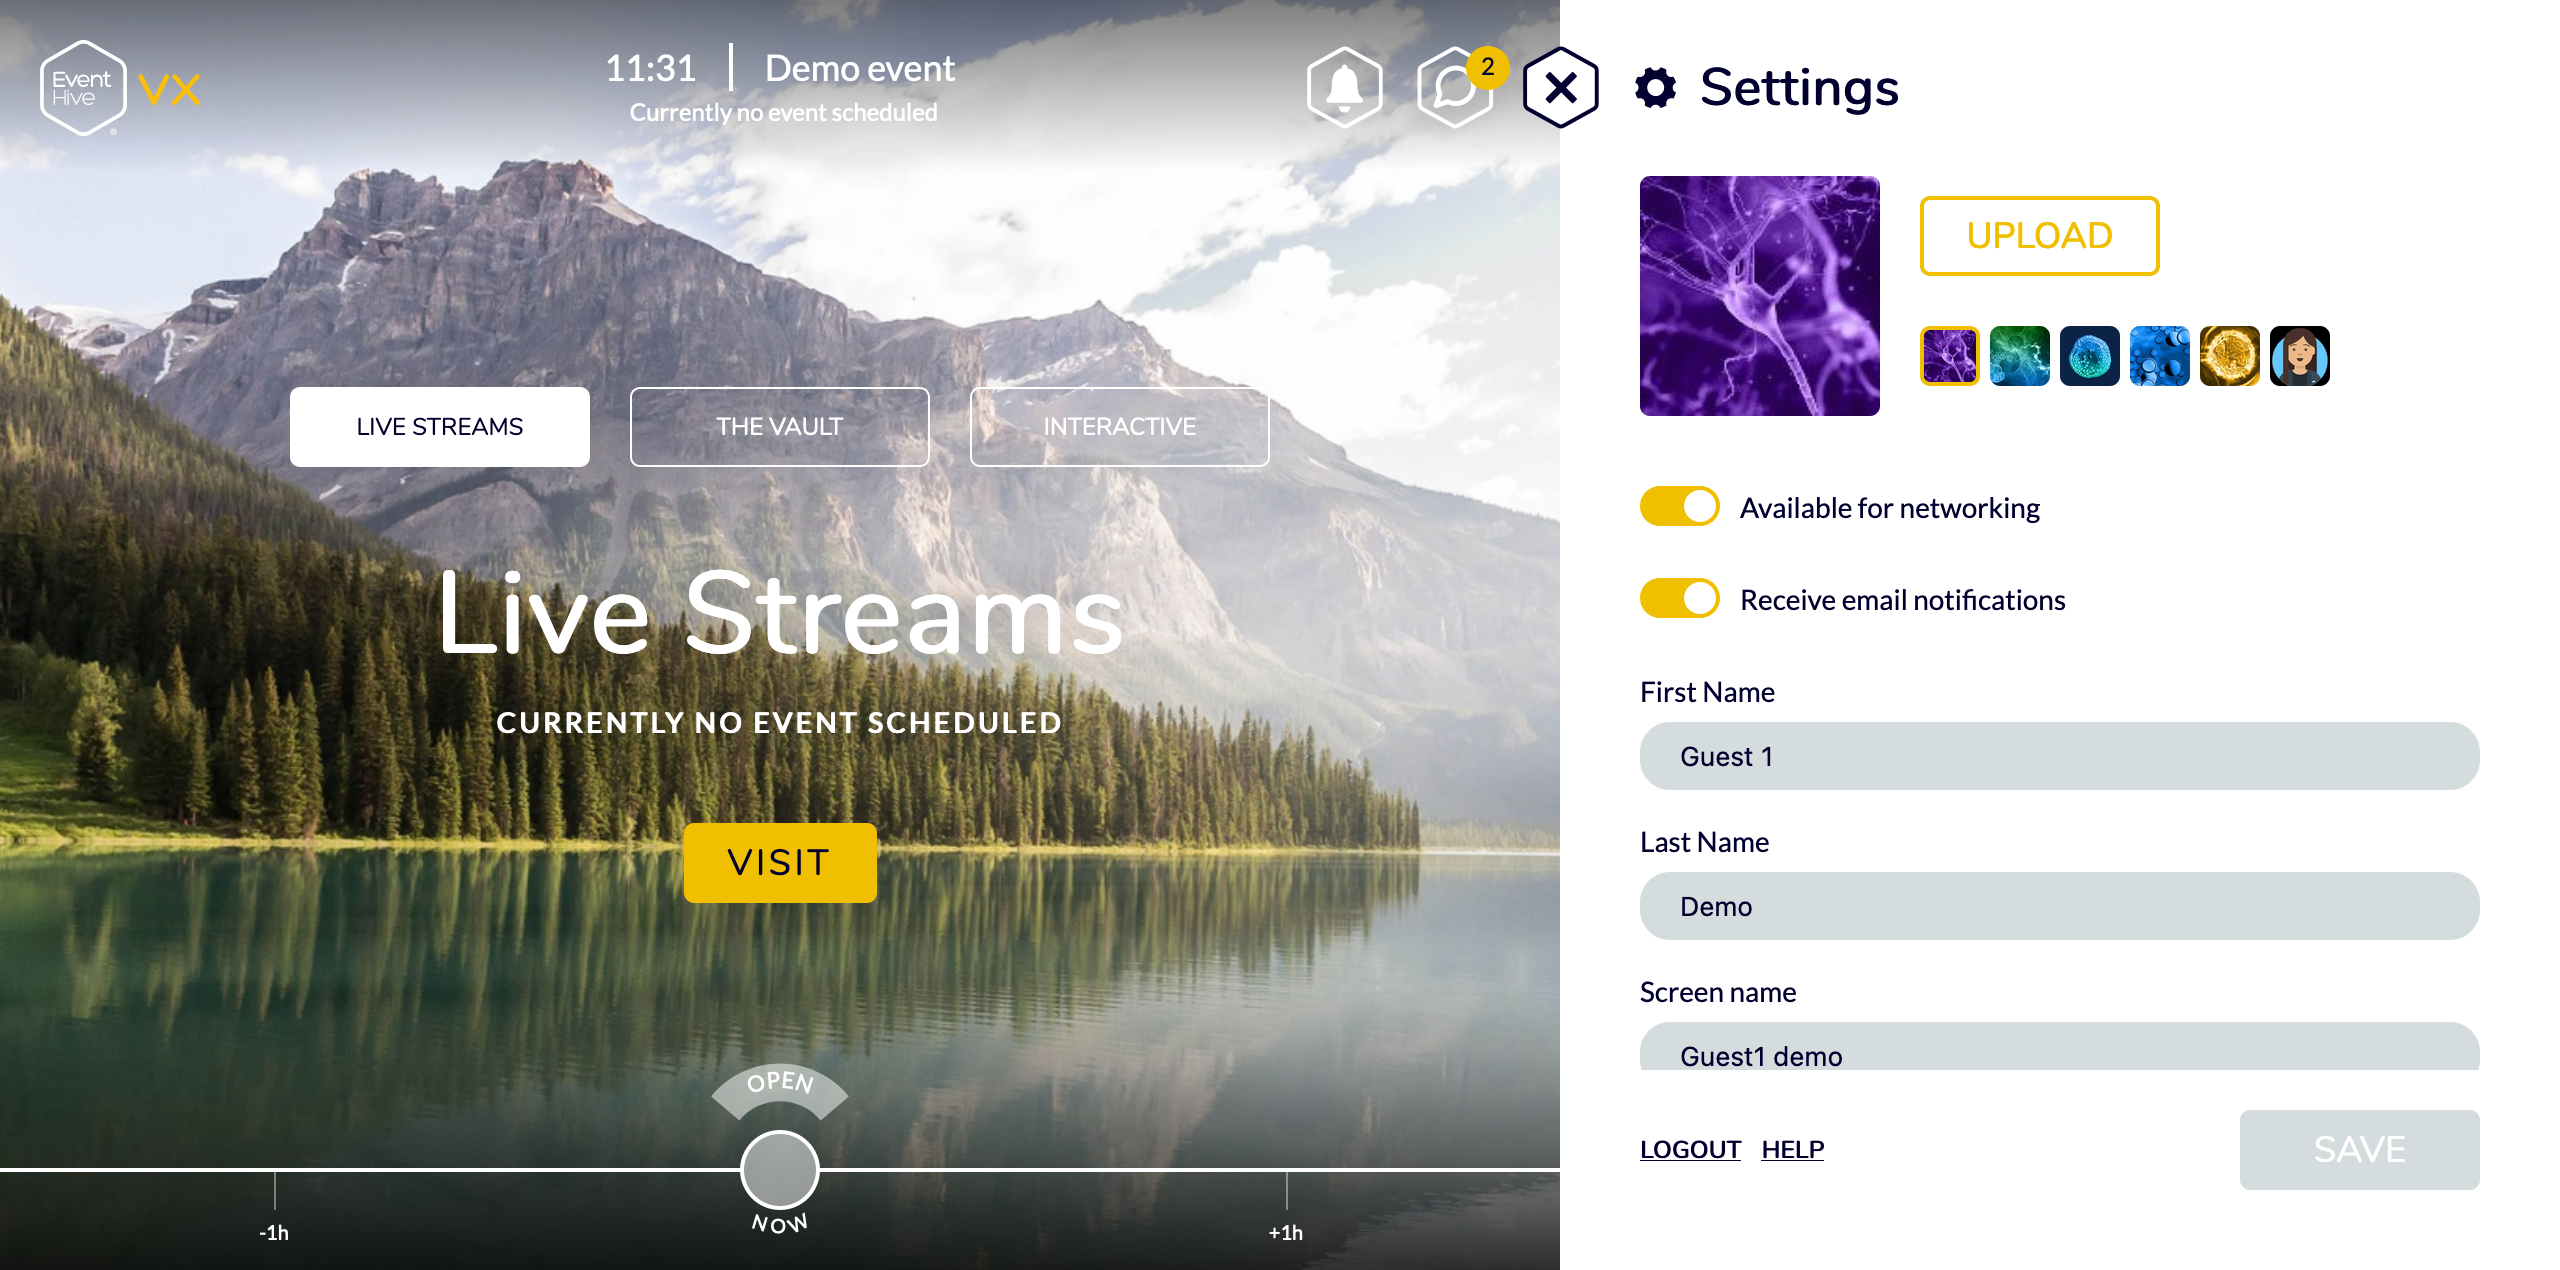 Event
Hive
VX
11:31
Demo event
Currently no event scheduled
2
LIVE STREAMS
THE VAULT
INTERACTIVE
Live Streams
CURRENTLY NO EVENT SCHEDULED
VISIT
OPEN
NOW
-1h
+1h
Settings
UPLOAD
Available for networking
Receive email notifications
First Name
Guest 1
Last Name
Demo
Screen name
Guest1 demo
LOGOUT HELP
SAVE